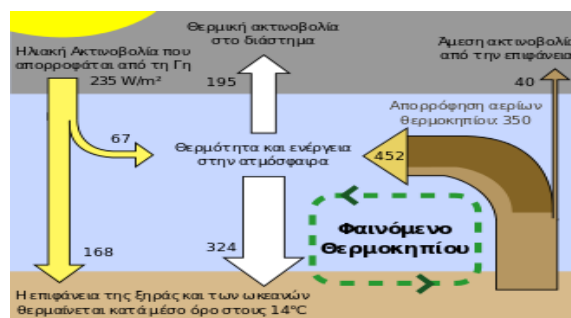 Ηλιακή Ακτινοβολία που
απορροφάται από τη Γη
235 W/m²
Θερμική ακτινοβολία
στο διάστημα
195
Άμεση ακτινοβολία
από την επιφάνεια
40
Απορρόφηση αερίων
θερμοκηπίου: 350
67
Θερμότητα και ενέργεια
στην ατμόσφαιρα
452
Φαινόμενο
Θερμοκηπίου
168
324
Η επιφάνεια της ξηράς και των ωκεανών
θερμαίνεται κατά μέσο όρο στους 14°C